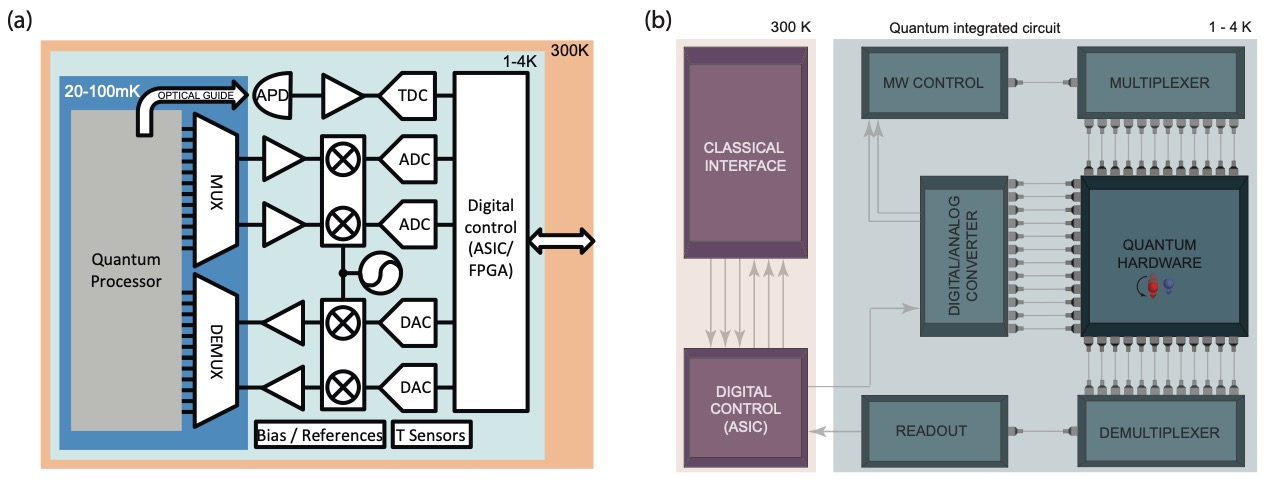 (a)
300K
1-4K
20-100mK
OPTICAL GUIDE
APD
TDC
MUX
ADC
ADC
Quantum
Processor
Digital
control
(ASIC/
FPGA)
DEMUX
DAC
DAC
Bias / References
T Sensors
(b)
300 K
Quantum integrated circuit
1 - 4 K
CLASSICAL
INTERFACE
MW CONTROL
MULTIPLEXER
DIGITAL/ANALOG
CONVERTER
QUANTUM
HARDWARE
DIGITAL
CONTROL
(ASIC)
READOUT
DEMULTIPLEXER